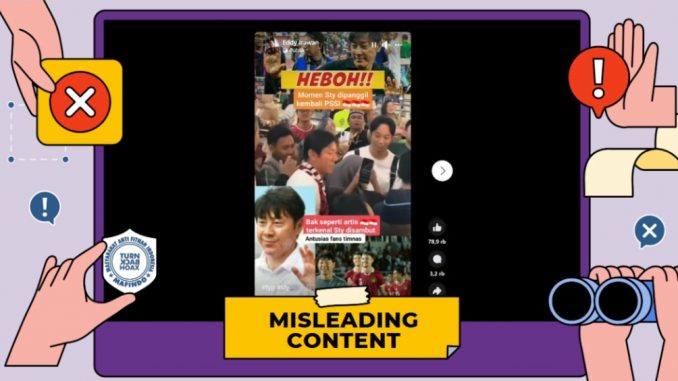 Eddy Irawan
HEBOH!!
Momen Sty dipanggil
kembali PSSI
Bak seperti artis
terkenal Sty disambut
Antusias fans timnas
78,9 rb
3,2 rb
MASYARAKAT ANTI FITNAH INDONESIA
TURN
BACK
HOAX
MAFINDO
MISLEADING
CONTENT